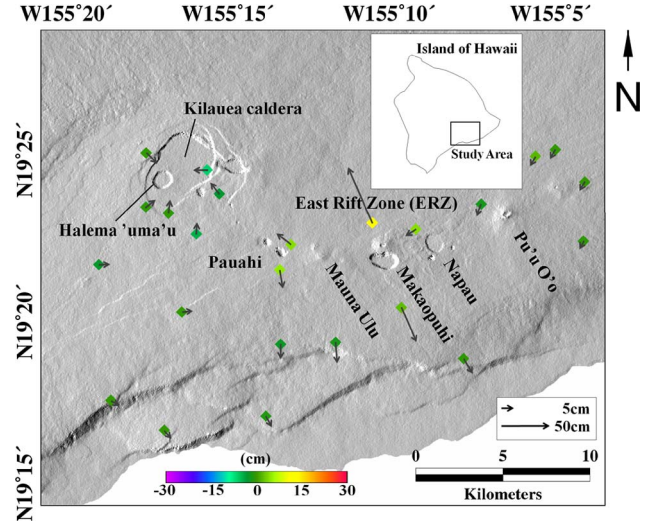 W155°20´ W155°15´ W155°10´ W155°5´
Island of Hawaii
Study Area
N
N19°25´
N19°20´
N19°15´
Kilauea caldera
Halema 'uma'u
East Rift Zone (ERZ)
Pauahi
Mauna Ulu
Makaopuhi
Napau
Pu'u O'o
5cm
50cm
(cm)
-30 -15 0 15 30
0 5 10
Kilometers